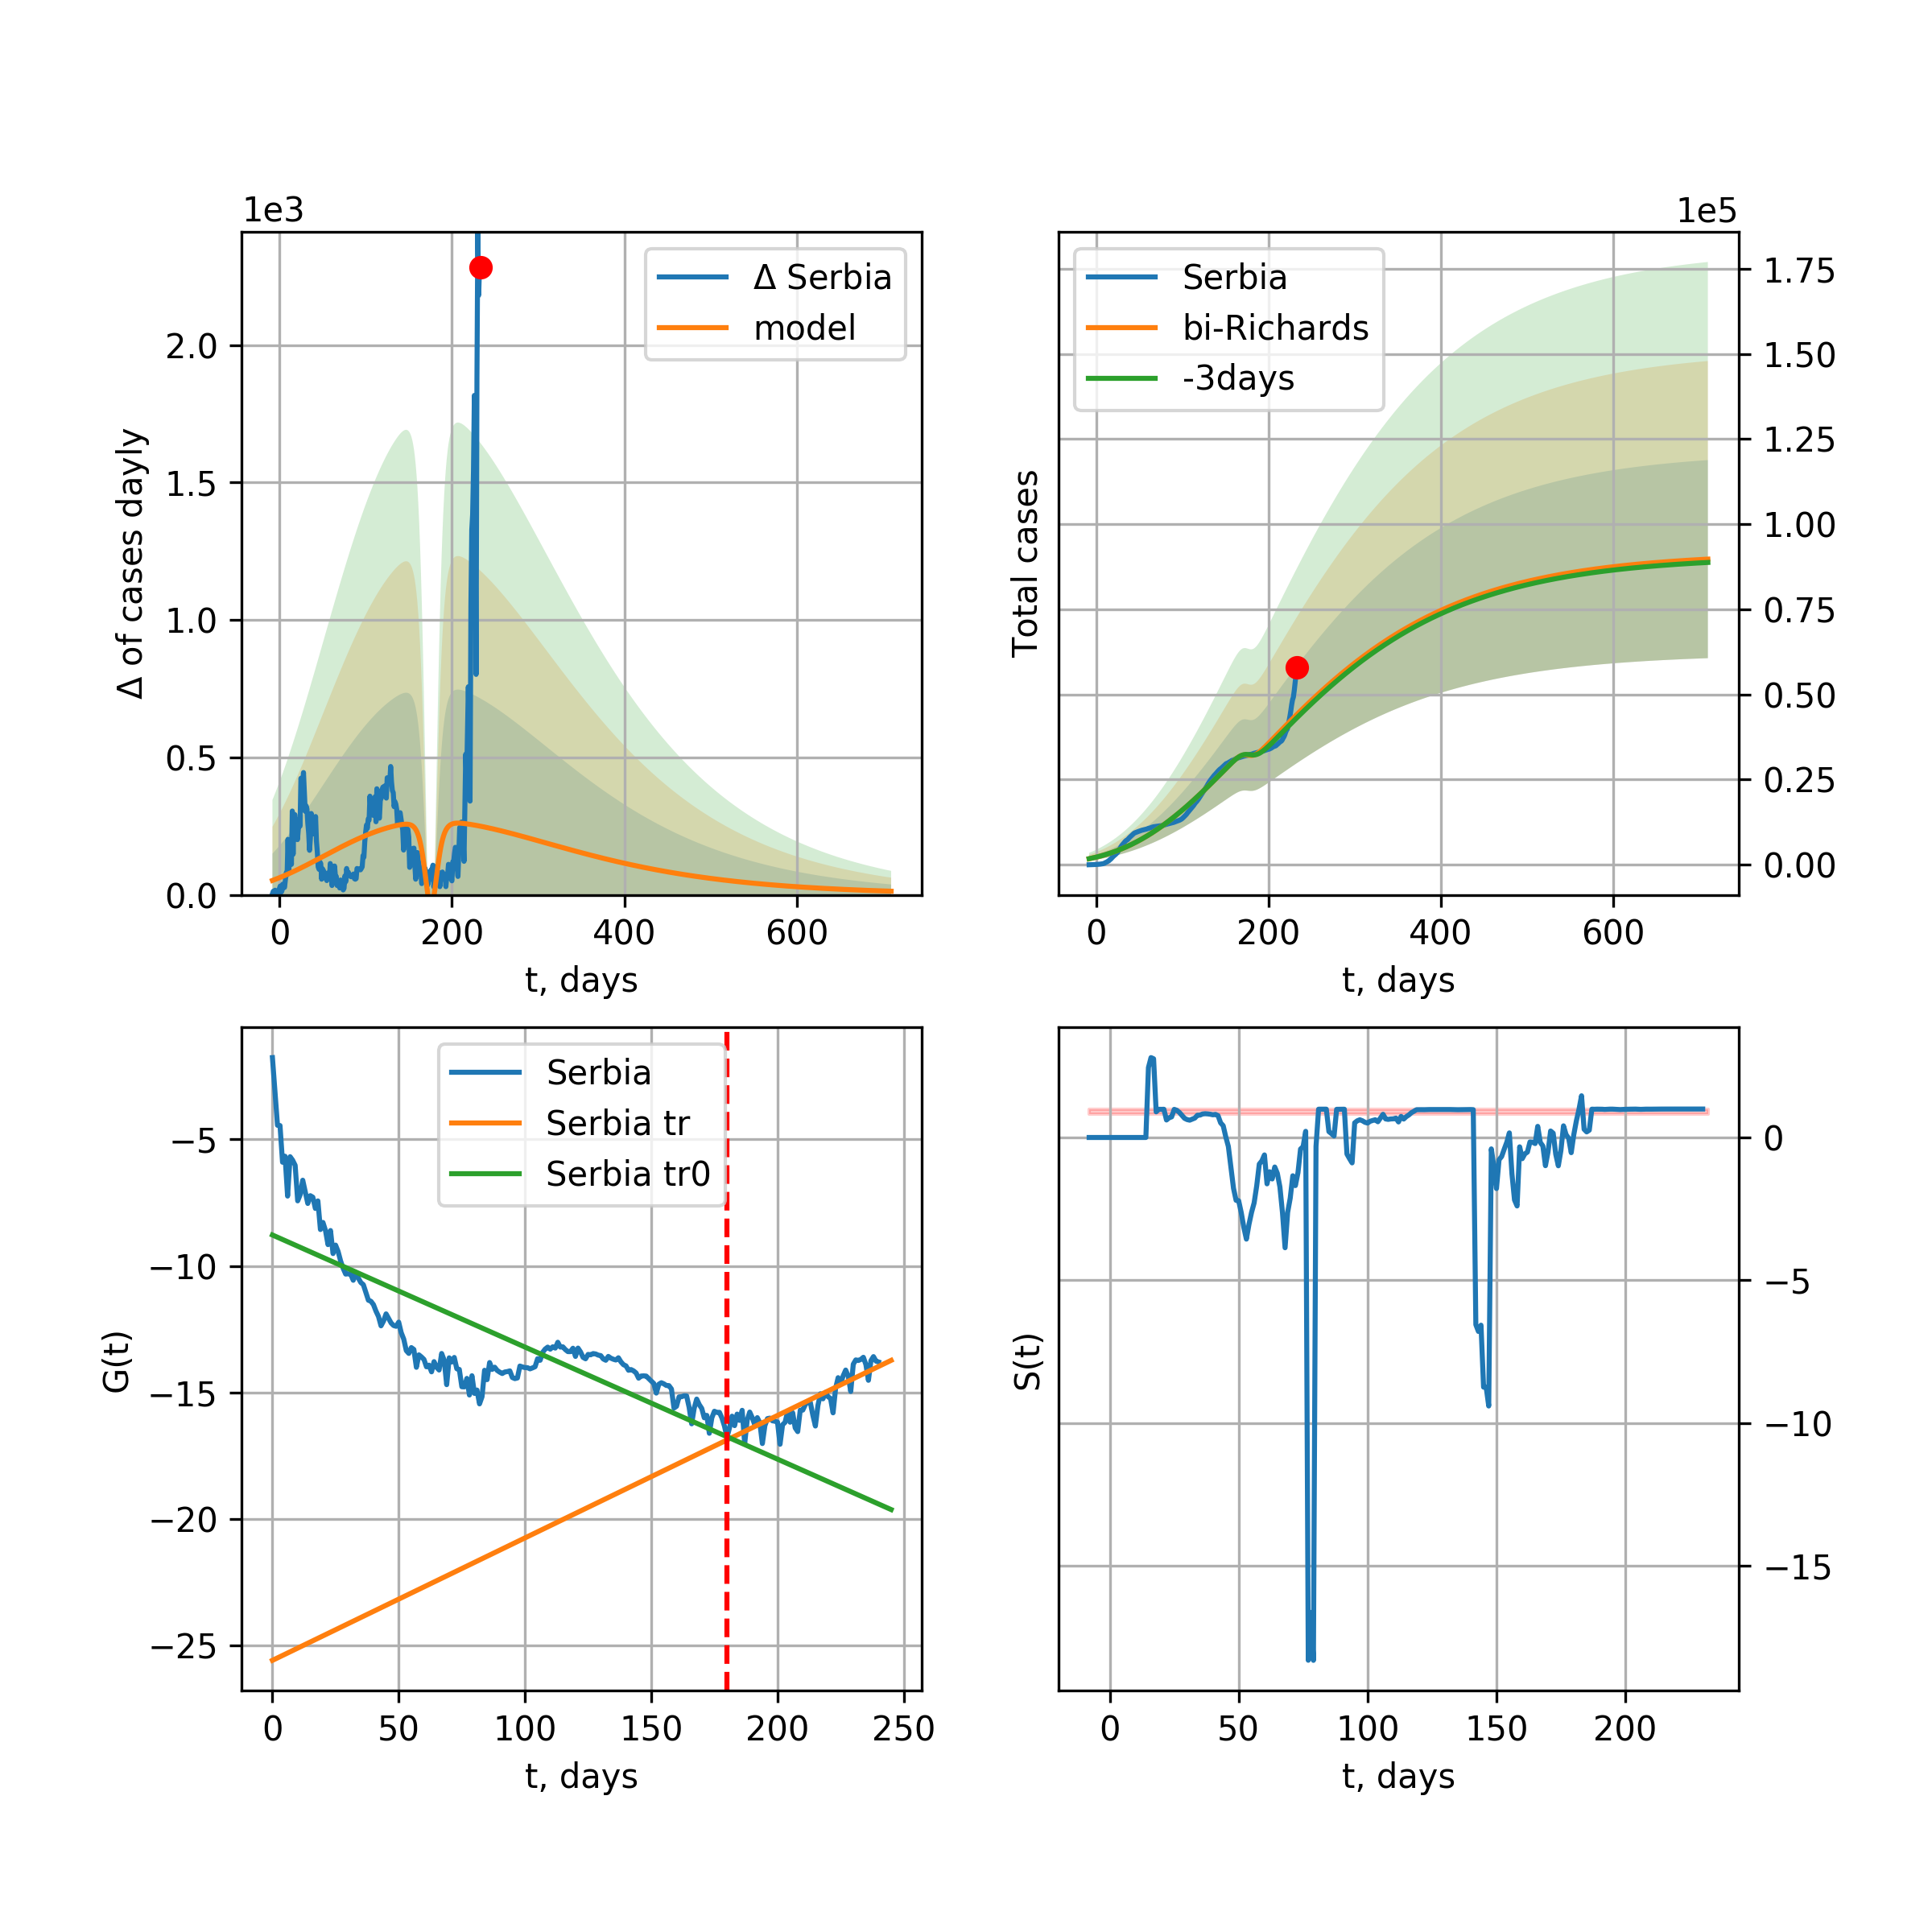 1e3
Δ of cases dayly
2.0
1.5
1.0
0.5
0.0
0 200 400 600
t, days
Δ Serbia
model
1e5
Total cases
1.75
1.50
1.25
1.00
0.75
0.50
0.25
0.00
0 200 400 600
t, days
Serbia
bi-Richards
-3days
G(t)
−5
−10
−15
−20
−25
0 50 100 150 200 250
t, days
Serbia
Serbia tr
Serbia tr0
S(t)
0
−5
−10
−15
0 50 100 150 200
t, days